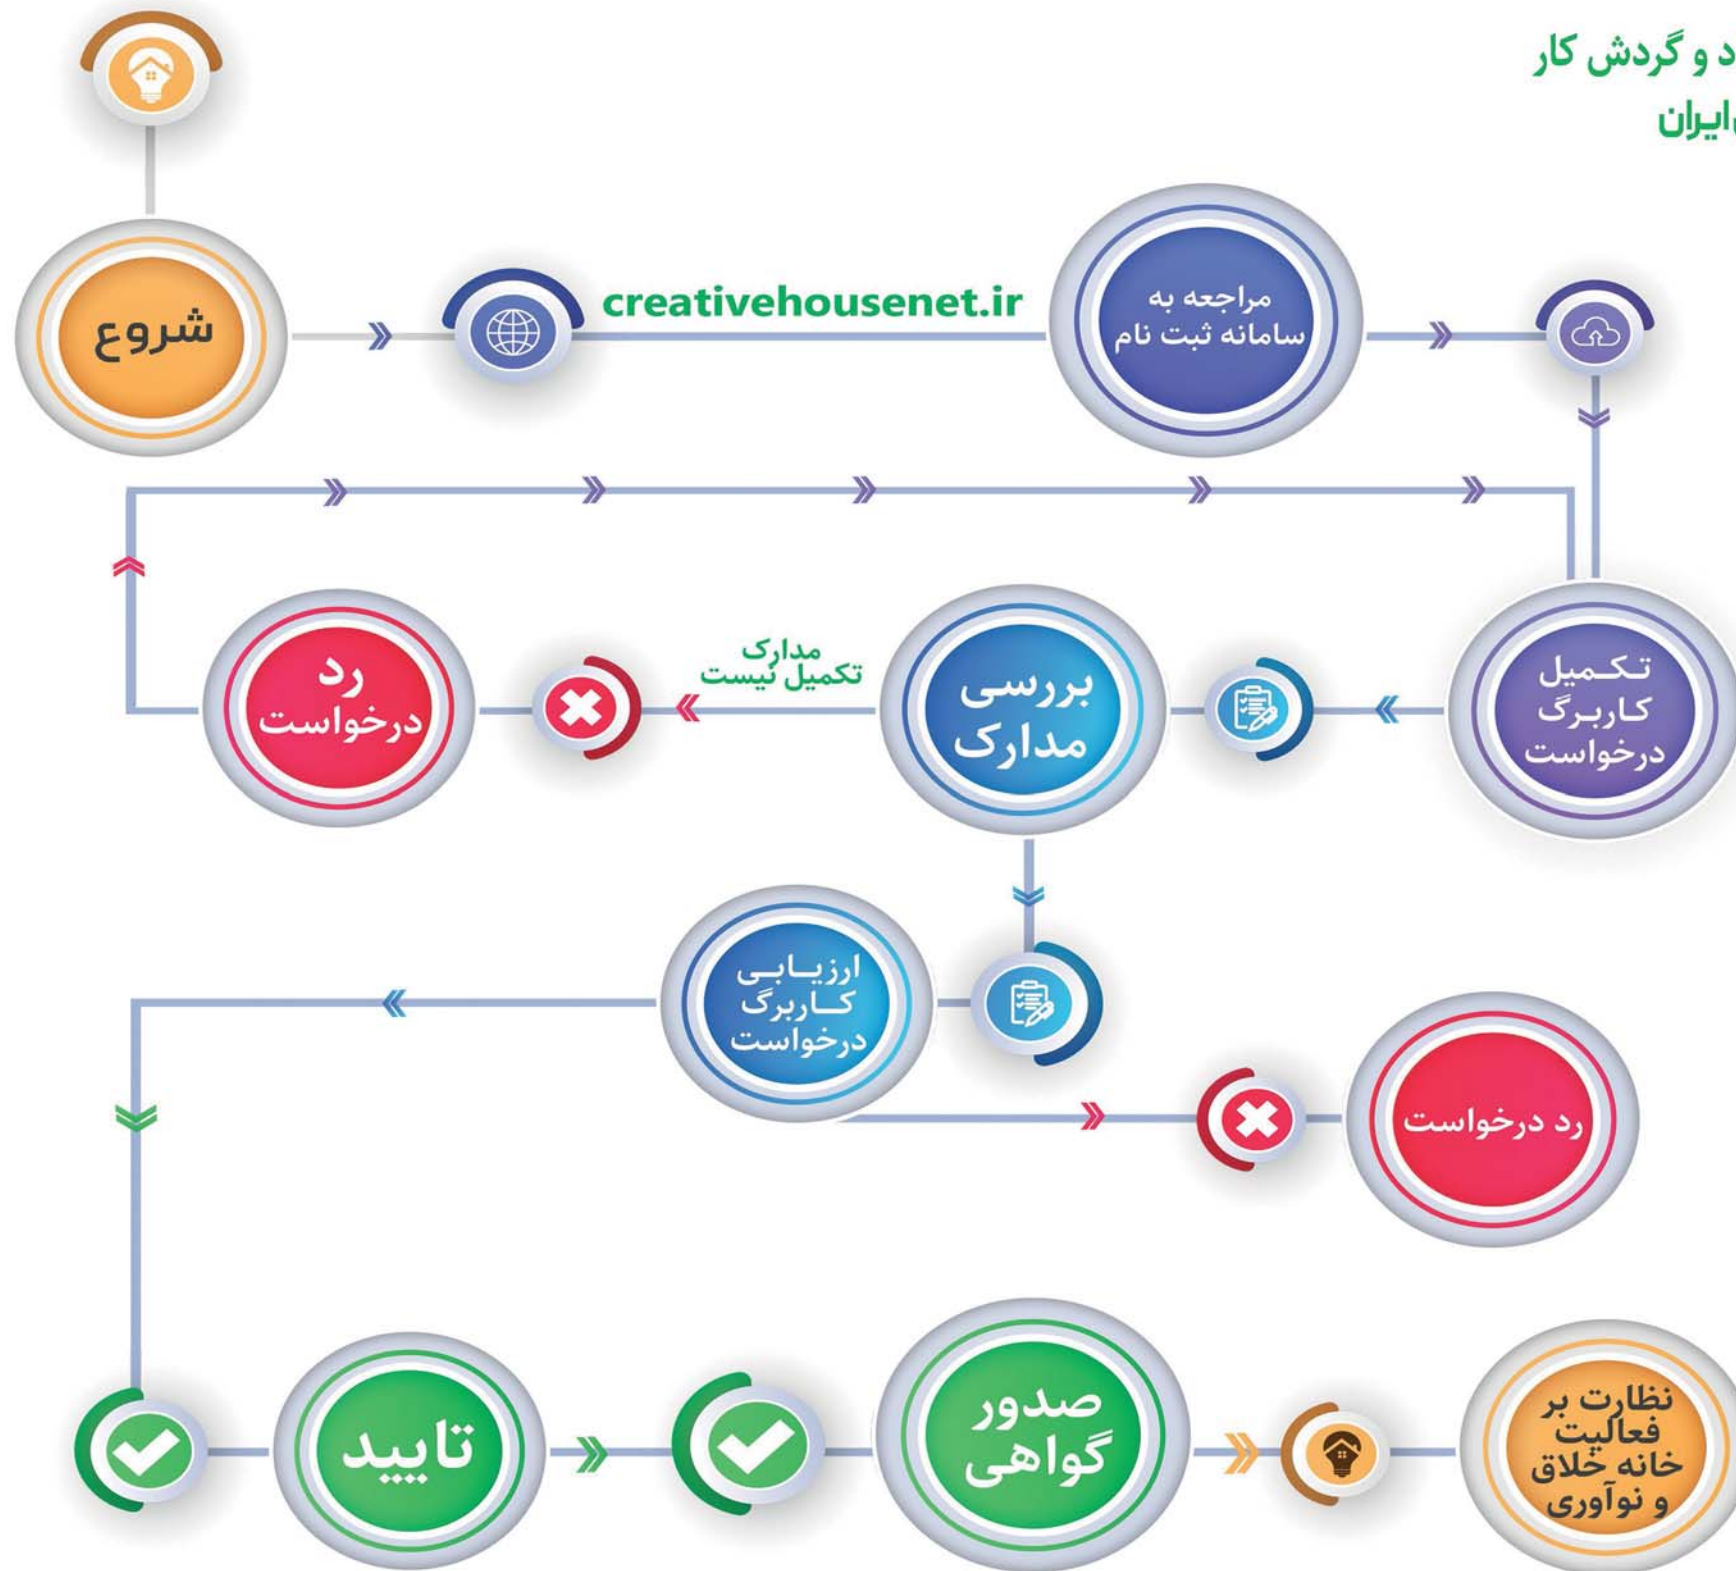 و گردش کار
ایران
شروع
creativehousenet.ir
مراجعه به
سامانه ثبت نام
تکمیل
کاربرگ
درخواست
بررسی
مدارک
مدارک
تکمیل نیست
رد
درخواست
ارزیابی
کاربرگ
درخواست
رد درخواست
تایید
صدور
گواهی
نظارت بر
فعالیت
خانه خلاق
و نوآوری